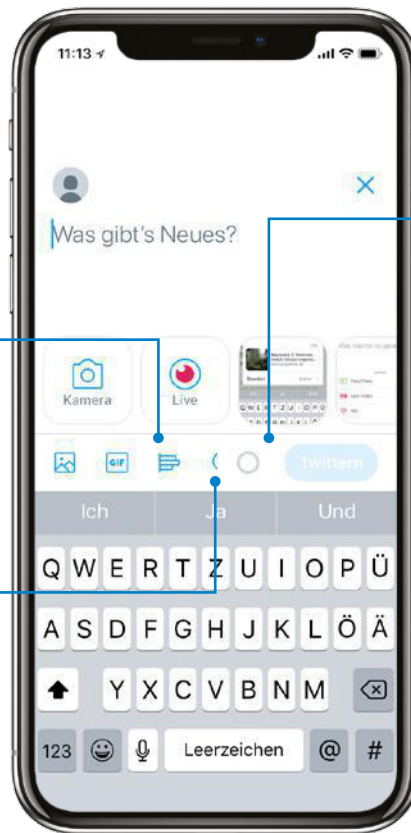 11:13
Was gibt's Neues?
Kamera
Live
GIF
Twittern
Ich Ja Und
Q W E R T Z U I O P Ü
A S D F G H J K L Ö Ä
Y X C V B N M
123 Leerzeichen @ #